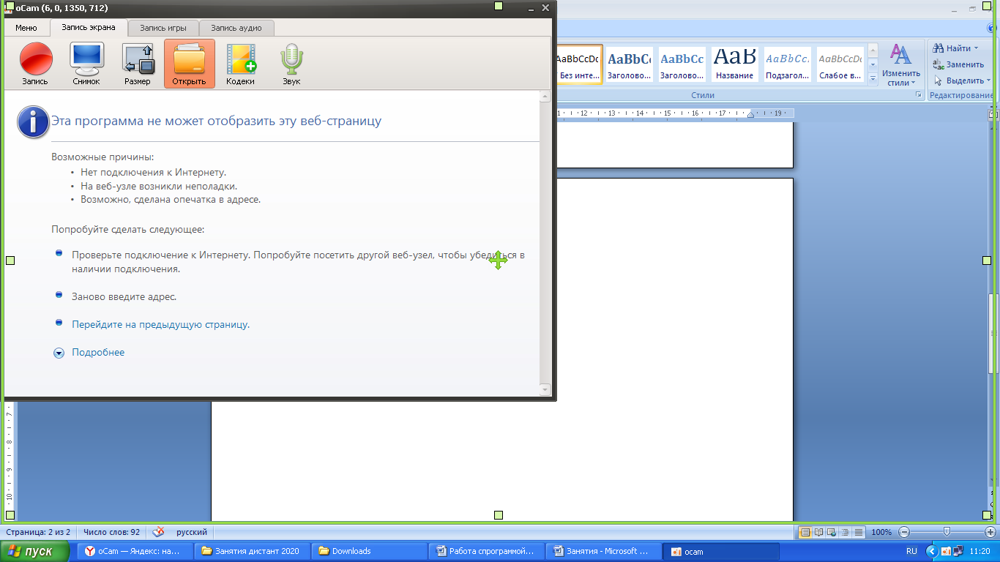 oCam (6, 0, 1350, 712)
Меню Запись экрана Запись игры Запись аудио
Запись Снимок Размер Открыть Кодеки Звук
AaBbCcDc AaBbC AaBbCc AaB AaBbCc. AaBbCcDc
Без инте... Заголово... Заголово... Название Подзагол... Слабое в...
Изменить стили
Стили
Найти
Заменить
Выделить
Редактирование
11 12 13 14 15 16 17 19
Эта программа не может отобразить эту веб-страницу
Возможные причины:
• Нет подключения к Интернету.
• На веб-узле возникли неполадки.
• Возможно, сделана опечатка в адресе.
Попробуйте сделать следующее:
Проверьте подключение к Интернету. Попробуйте посетить другой веб-узел, чтобы убедиться в
наличии подключения.
Заново введите адрес.
Перейдите на предыдущую страницу.
Подробнее
7
8
9
10
Страница: 2 из 2 Число слов: 92 русский 100%
пуск oCam — Яндекс: на... Занятия дистант 2020 Downloads Работа спрограммой... Занятия - Microsoft ... ocam RU 11:20